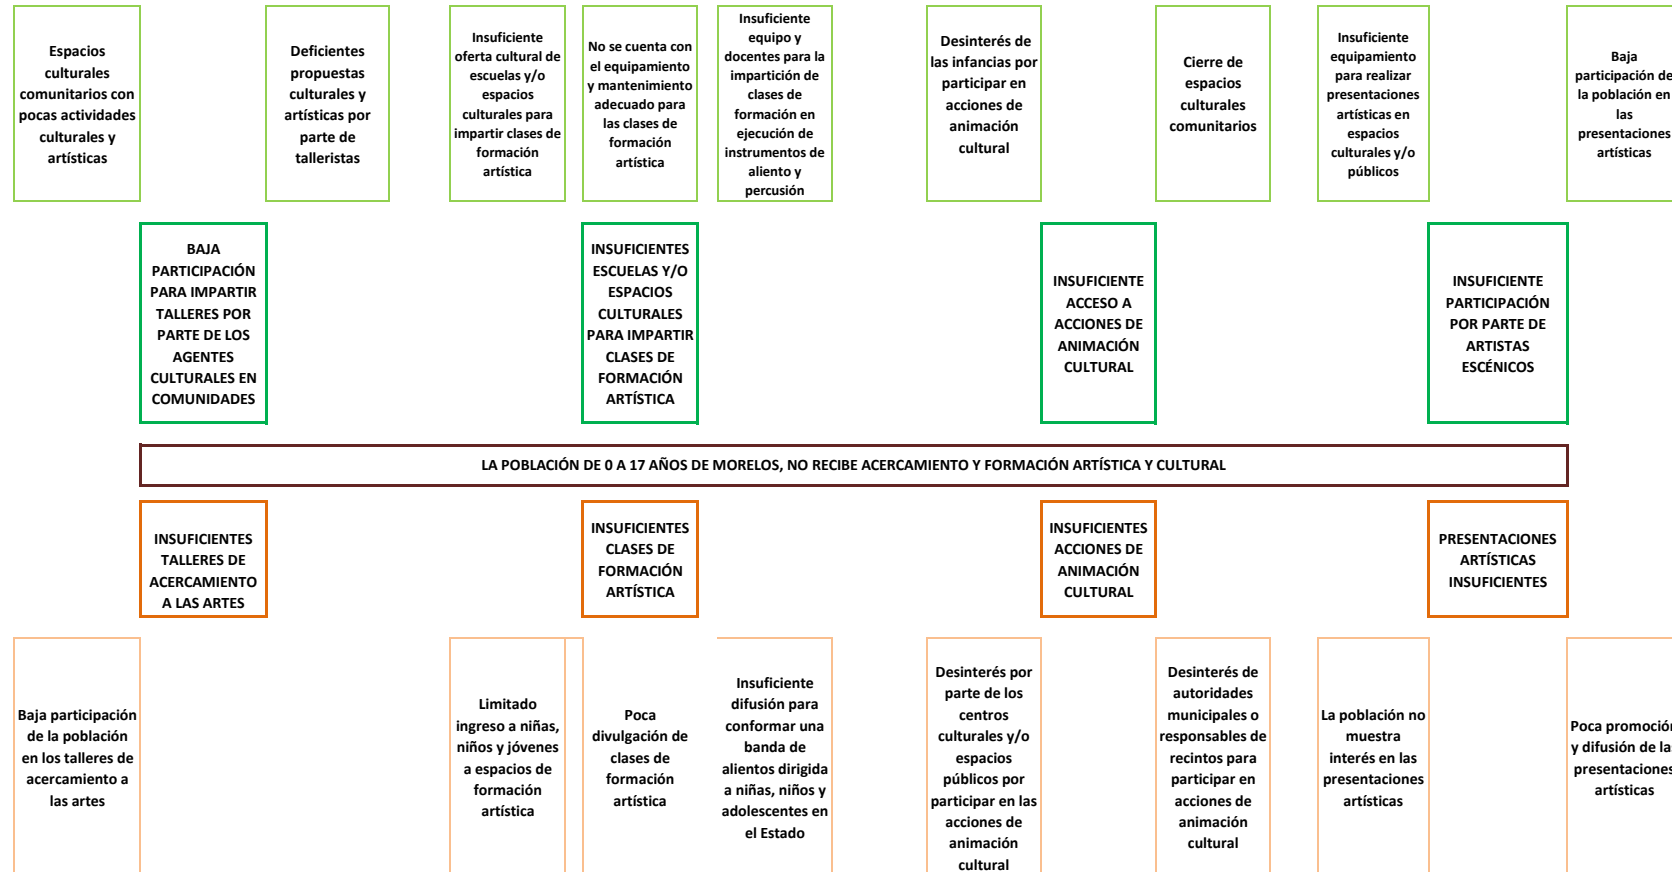 Espacios
culturales
comunitarios con
pocas actividades
culturales y
artísticas
Deficientes
propuestas
culturales y
artísticas por
parte de
talleristas
Insuficiente
oferta cultural de
escuelas y/o
espacios
culturales para
impartir clases de
formación
artística
No se cuenta con
el equipamiento
y mantenimiento
adecuado para
las clases de
formación
artística
Insuficiente
equipo y
docentes para la
impartición de
clases de
formación en
ejecución de
instrumentos de
aliento y
percusión
Desinterés de
las infancias por
participar en
acciones de
animación
cultural
Cierre de
espacios
culturales
comunitarios
Insuficiente
equipamiento
para realizar
presentaciones
artísticas en
espacios
culturales y/o
públicos
Baja
participación de
la población en
las
presentaciones
artísticas
BAJA
PARTICIPACIÓN
PARA IMPARTIR
TALLERES POR
PARTE DE LOS
AGENTES
CULTURALES EN
COMUNIDADES
INSUFICIENTES
ESCUELAS Y/O
ESPACIOS
CULTURALES
PARA IMPARTIR
CLASES DE
FORMACIÓN
ARTÍSTICA
INSUFICIENTE
ACCESO A
ACCIONES DE
ANIMACIÓN
CULTURAL
INSUFICIENTE
PARTICIPACIÓN
POR PARTE DE
ARTISTAS
ESCÉNICOS
LA POBLACIÓN DE 0 A 17 AÑOS DE MORELOS, NO RECIBE ACERCAMIENTO Y FORMACIÓN ARTÍSTICA Y CULTURAL
INSUFICIENTES
TALLERES DE
ACERCAMIENTO
A LAS ARTES
INSUFICIENTES
CLASES DE
FORMACIÓN
ARTÍSTICA
INSUFICIENTES
ACCIONES DE
ANIMACIÓN
CULTURAL
PRESENTACIONES
ARTÍSTICAS
INSUFICIENTES
Baja participación
de la población
en los talleres de
acercamiento a
las artes
Limitado
ingreso a niñas,
niños y jóvenes
a espacios de
formación
artística
Poca
divulgación de
clases de
formación
artística
Insuficiente
difusión para
conformar una
banda de
alientos dirigida
a niñas, niños y
adolescentes en
el Estado
Desinterés por
parte de los
centros
culturales y/o
espacios
públicos por
participar en las
acciones de
animación
cultural
Desinterés de
autoridades
municipales o
responsables de
recintos para
participar en
acciones de
animación
cultural
La población no
muestra
interés en las
presentaciones
artísticas
Poca promoción
y difusión de las
presentaciones
artísticas